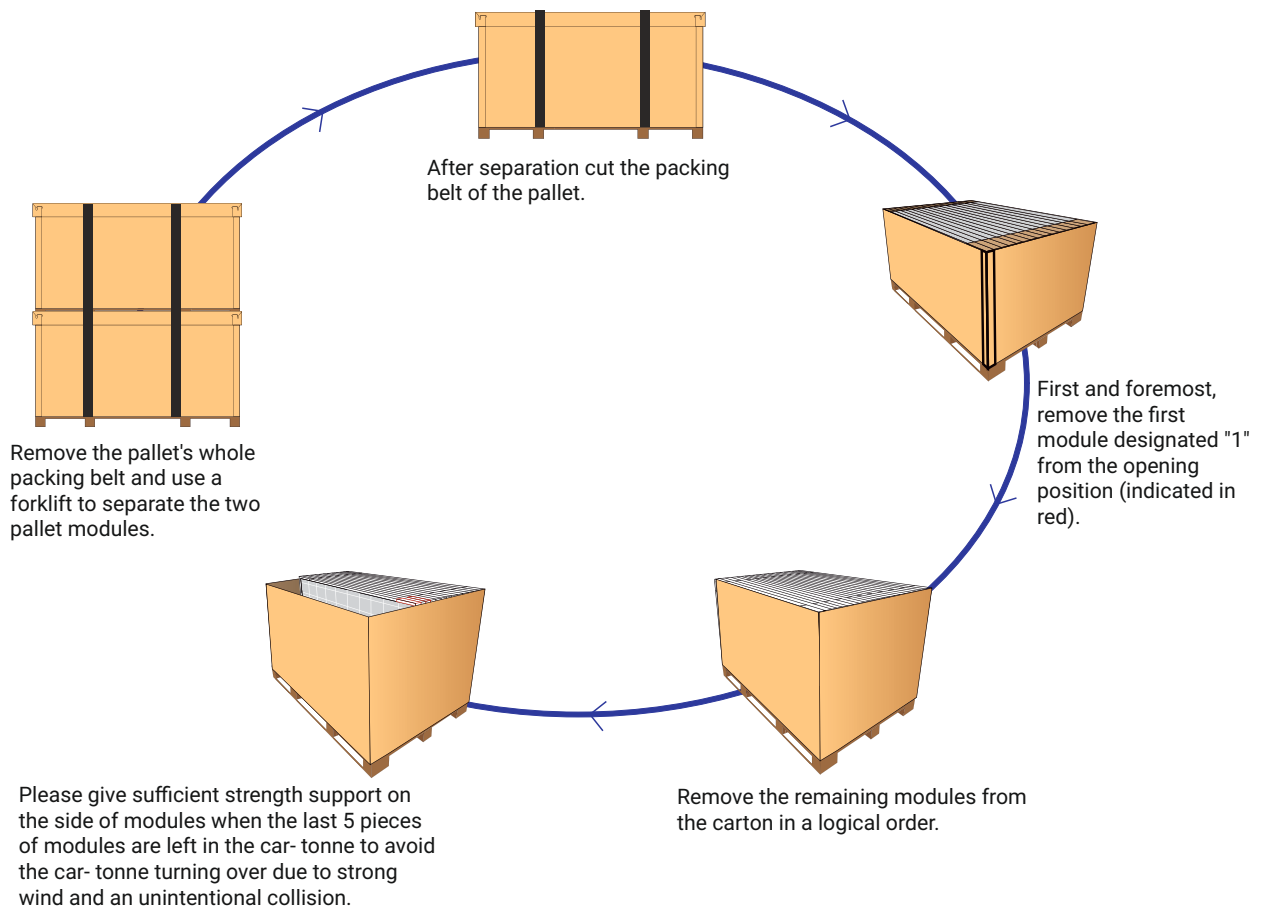 Remove the pallet's whole
packing belt and use a
forklift to separate the two
pallet modules.
After separation cut the packing
belt of the pallet.
First and foremost,
remove the first
module designated "1"
from the opening
position (indicated in
red).
Remove the remaining modules from
the carton in a logical order.
Please give sufficient strength support on
the side of modules when the last 5 pieces
of modules are left in the car- tonne to avoid
the car- tonne turning over due to strong
wind and an unintentional collision.